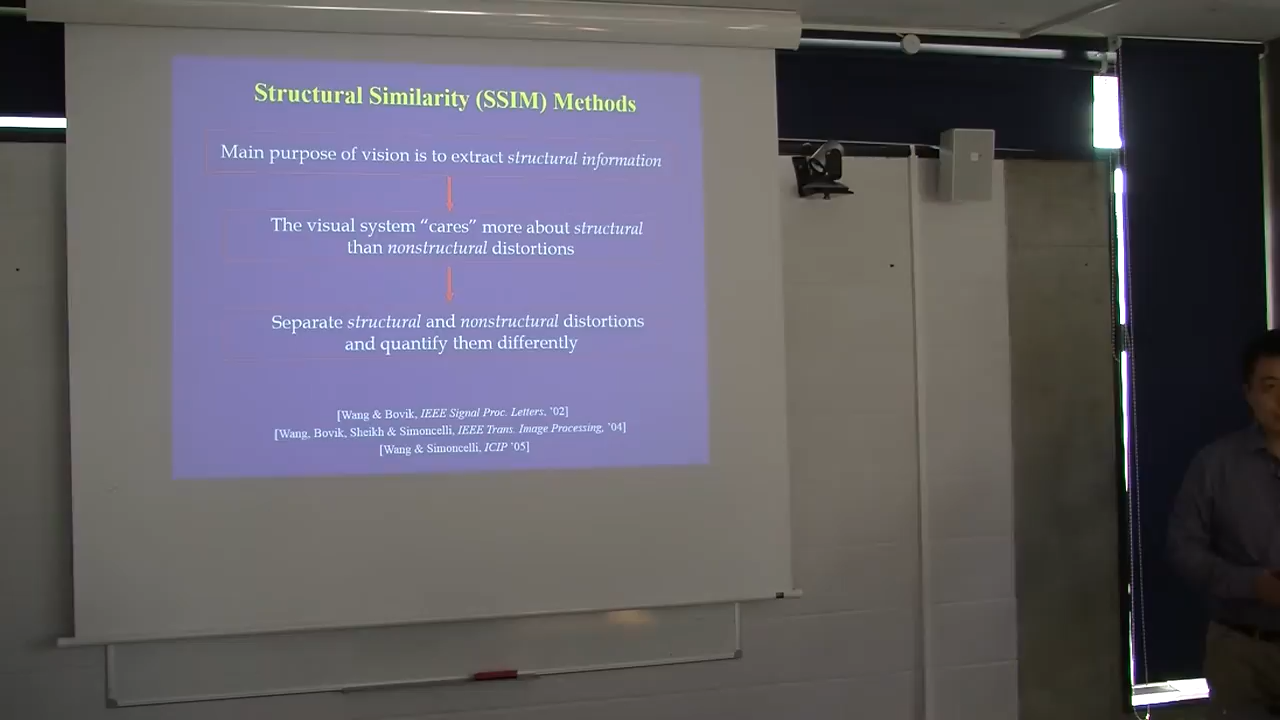 Structural Similarity (SSIM) Methods
Main purpose of vision is to extract structural information
The visual system “cares” more about structural
than nonstructural distortions
Separate structural and nonstructural distortions
and quantify them differently
[Wang & Bovik, IEEE Signal Proc. Letters, ’02]
[Wang, Bovik, Sheikh & Simoncelli, IEEE Trans. Image Processing, ’04]
[Wang & Simoncelli, ICIP ’05]